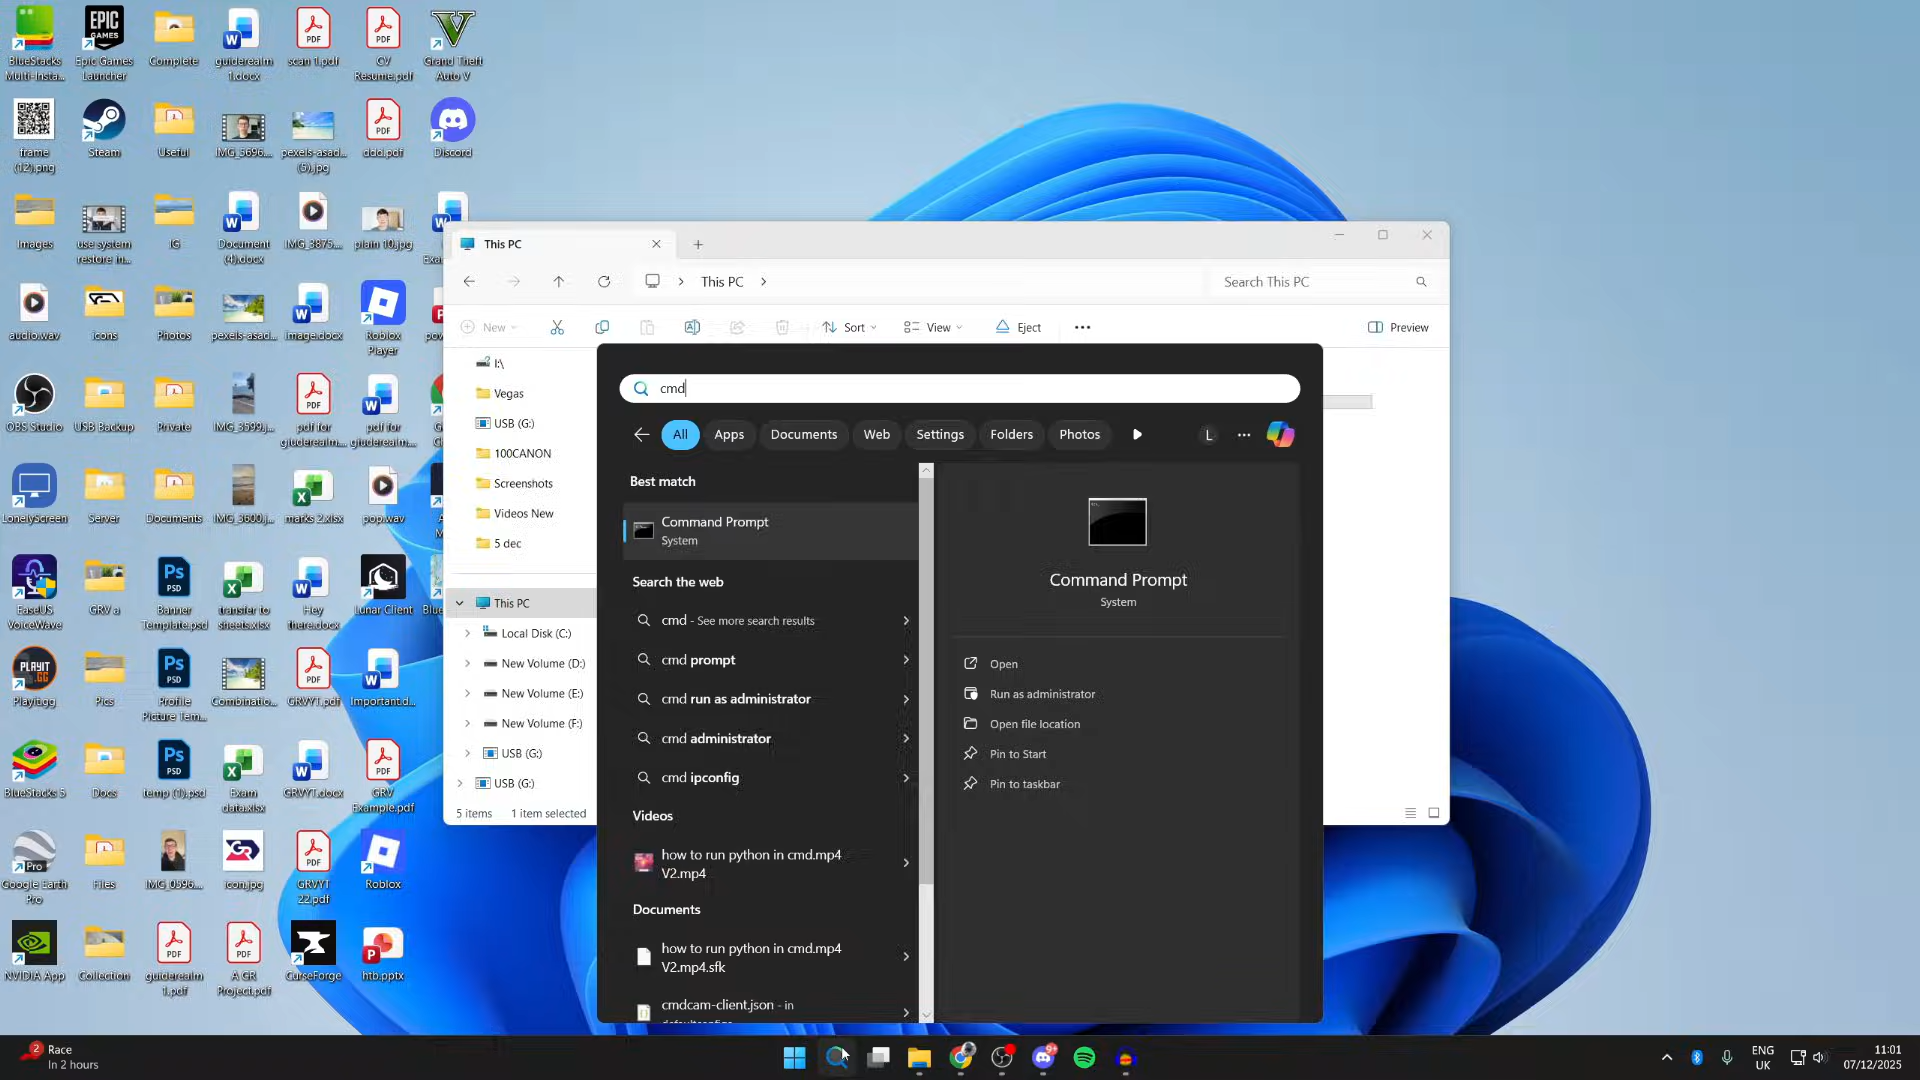 BlueStacks Multi-Insta...
Epic Games Launcher
Complete
guiderealm 1.docx
scan 1.pdf
CV Resume.pdf
Grand Theft Auto V
frame (12).png
Steam
Useful
IMG_3696....
pexels-asad... (5).jpg
ddd.pdf
Discord
Images
use system restore in...
IG
Document (4).docx
IMG_3875....
plain 10.jpg
audio.wav
icons
Photos
pexels-asad...
image.docx
Roblox Player
OBS Studio
USB Backup
Private
IMG_3599.j...
pdf for giuderealm....
pdf for giuderealm....
LonelyScreen
Server
Documents
IMG_3600.j...
marks 2.xlsx
pop.wav
EaseUS VoiceWave
GRV a
Banner Template.psd
transfer to sheets.xlsx
Hey there.docx
Lunar Client
Playit.gg
Pics
Profile Picture Tem...
Combinatio...
GRVYT.pdf
Important.d...
BlueStacks 5
Docs
temp (1).psd
Exam data.xlsx
GRVYT.docx
GRV Example.pdf
Google Earth Pro
Files
IMG_0596....
icon.jpg
GRVYT 22.pdf
Roblox
NVIDIA App
Collection
guiderealm 1.pdf
A GR Project.pdf
CurseForge
htb.pptx
This PC
This PC
Search This PC
New
Sort
View
Eject
Preview
I:\
Vegas
USB (G:)
100CANON
Screenshots
Videos New
5 dec
This PC
Local Disk (C:)
New Volume (D:)
New Volume (E:)
New Volume (F:)
USB (G:)
USB (G:)
5 items 1 item selected
cmd
All Apps Documents Web Settings Folders Photos
L
Best match
Command Prompt
System
Search the web
cmd - See more search results
cmd prompt
cmd run as administrator
cmd administrator
cmd ipconfig
Videos
how to run python in cmd.mp4
V2.mp4
Documents
how to run python in cmd.mp4
V2.mp4.sfk
cmdcam-client.json - in
Command Prompt
System
Open
Run as administrator
Open file location
Pin to Start
Pin to taskbar
2
Race
In 2 hours
ENG
UK
11:01
07/12/2025